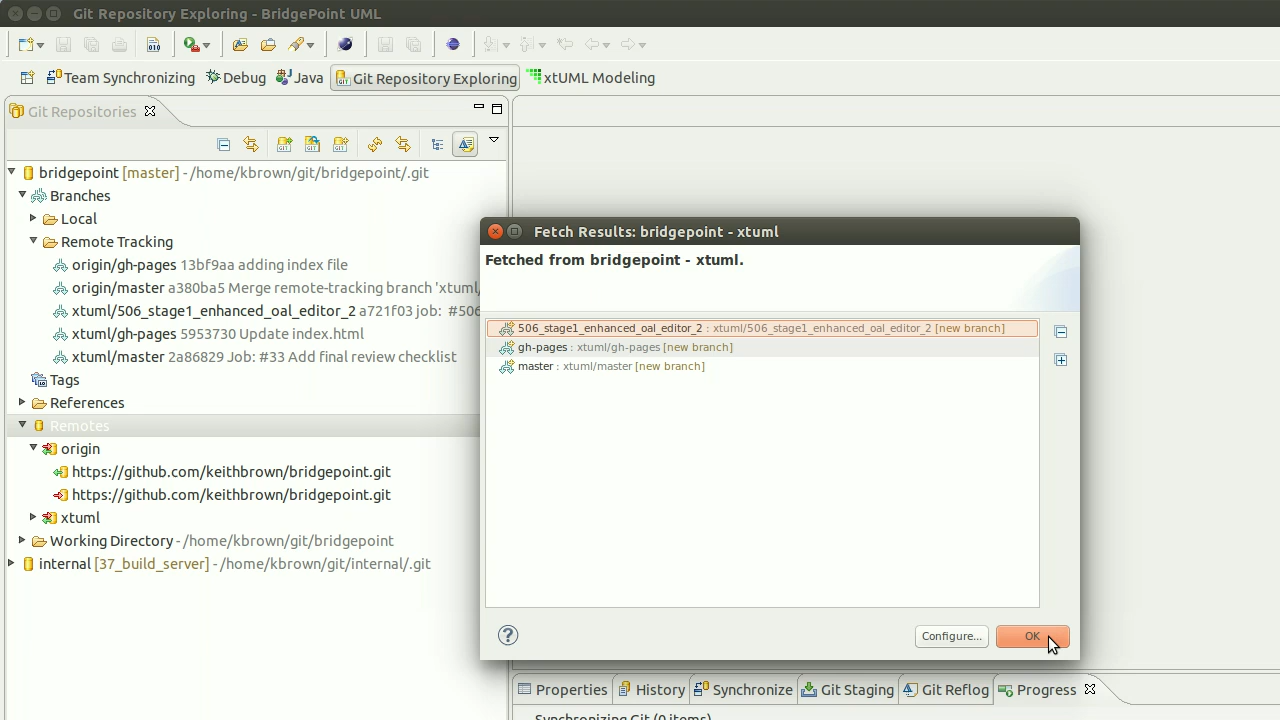 Git Repository Exploring - BridgePoint UML
Team Synchronizing Debug Java Git Repository Exploring xtUML Modeling
Git Repositories
bridgepoint [master] - /home/kbrown/git/bridgepoint/.git
Branches
Local
Remote Tracking
origin/gh-pages 13bf9aa adding index file
origin/master a380ba5 Merge remote-tracking branch 'xtuml/
xtuml/506_stage1_enhanced_oal_editor_2 a721f03 job: #506
xtuml/gh-pages 5953730 Update index.html
xtuml/master 2a86829 Job: #33 Add final review checklist
Tags
References
Remotes
origin
https://github.com/keithbrown/bridgepoint.git
https://github.com/keithbrown/bridgepoint.git
xtuml
Working Directory - /home/kbrown/git/bridgepoint
internal [37_build_server] - /home/kbrown/git/internal/.git
Fetch Results: bridgepoint - xtuml
Fetched from bridgepoint - xtuml.
506_stage1_enhanced_oal_editor_2 : xtuml/506_stage1_enhanced_oal_editor_2 [new branch]
gh-pages : xtuml/gh-pages [new branch]
master : xtuml/master [new branch]
Configure... OK
Properties History Synchronize Git Staging Git Reflog Progress
Synchronizing Git (0 items)